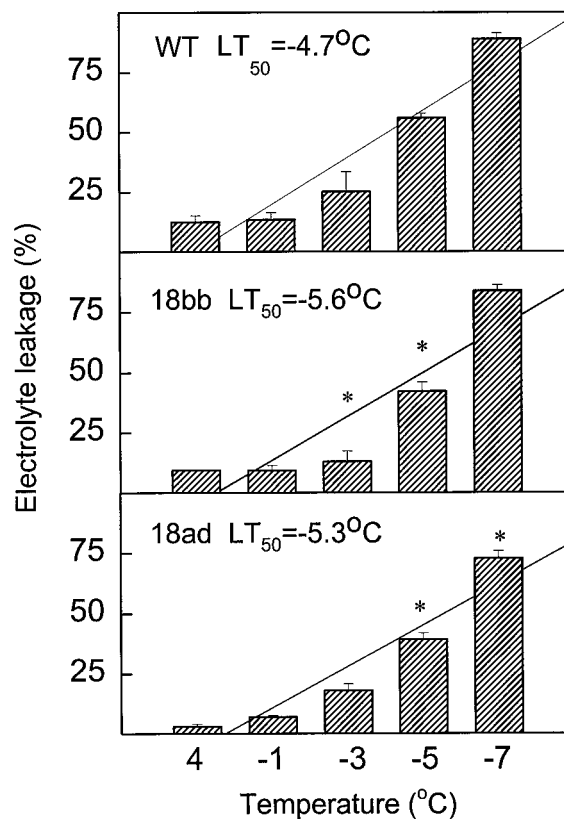 WT LT50=-4.7°C
75
50
25
18bb LT50=-5.6°C
75
50
25
*
*
18ad LT50=-5.3°C
75
50
25
*
*
Electrolyte leakage (%)
4 -1 -3 -5 -7
Temperature (°C)